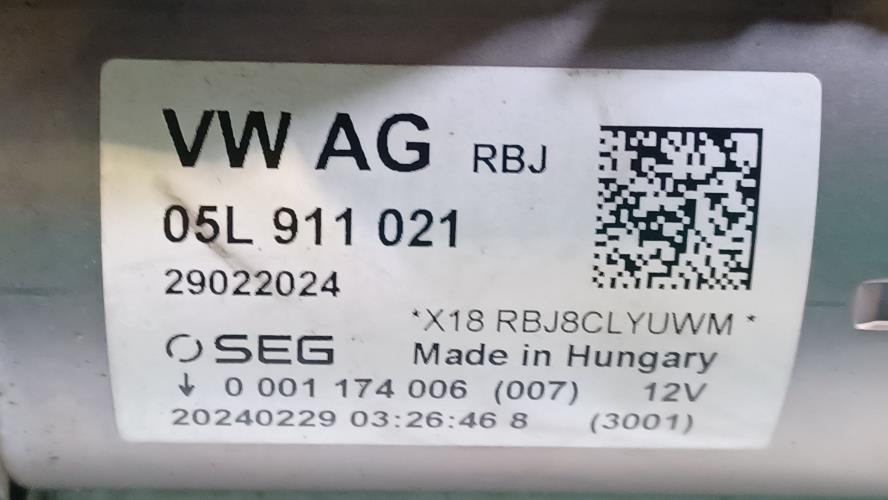 VW AG RBJ
05L 911 021
29022024
*X18 RBJ8CLYUWM *
SEG Made in Hungary
↓ 0 001 174 006 (007) 12V
20240229 03:26:46 8 (3001)